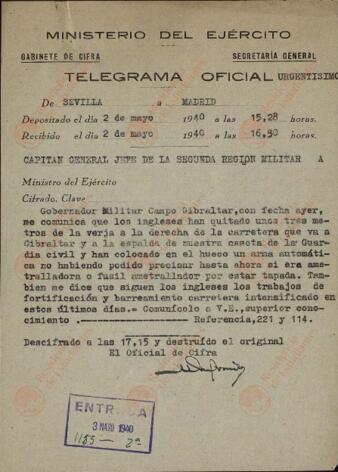 MINISTERIO DEL EJÉRCITO
GABINETE DE CIFRA SECRETARÍA GENERAL
TELEGRAMA OFICIAL URGENTISIMO
De SEVILLA a MADRID
Depositado el día 2 de mayo 1940 a las 15,28 horas.
Recibido el día 2 de mayo 1940 a las 16,50 horas.
CAPITAN GENERAL JEFE DE LA SEGUNDA REGION MILITAR A
Ministro del Ejército
Cifrado. Clave
Gobernador Militar Campo Gibraltar, con fecha ayer,
me comunica que los ingleses han quitado unos tres me
tros de la verja a la derecha de la carretera que va a
Gibraltar y a la espalda de nuestra caseta de la Guar
dia civil y han colocado en el hueco un arma automáti
ca no habiendo podido precisar hasta ahora si era ame-
tralladora o fusil ametrallador por estar tapada. Tam
bien me dice que siguen los ingleses los trabajos de
fortificación y barreamiento carretera intensificado en
estos últimos días.= Comunícolo a V.E., superior cono-
cimiento .-------------------Referencia, 221 y 114.
Descifrado a las 17,15 y destruído el original
El Oficial de Cifra
ENTRADA
3 MAYO 1940
1185 - 2ª